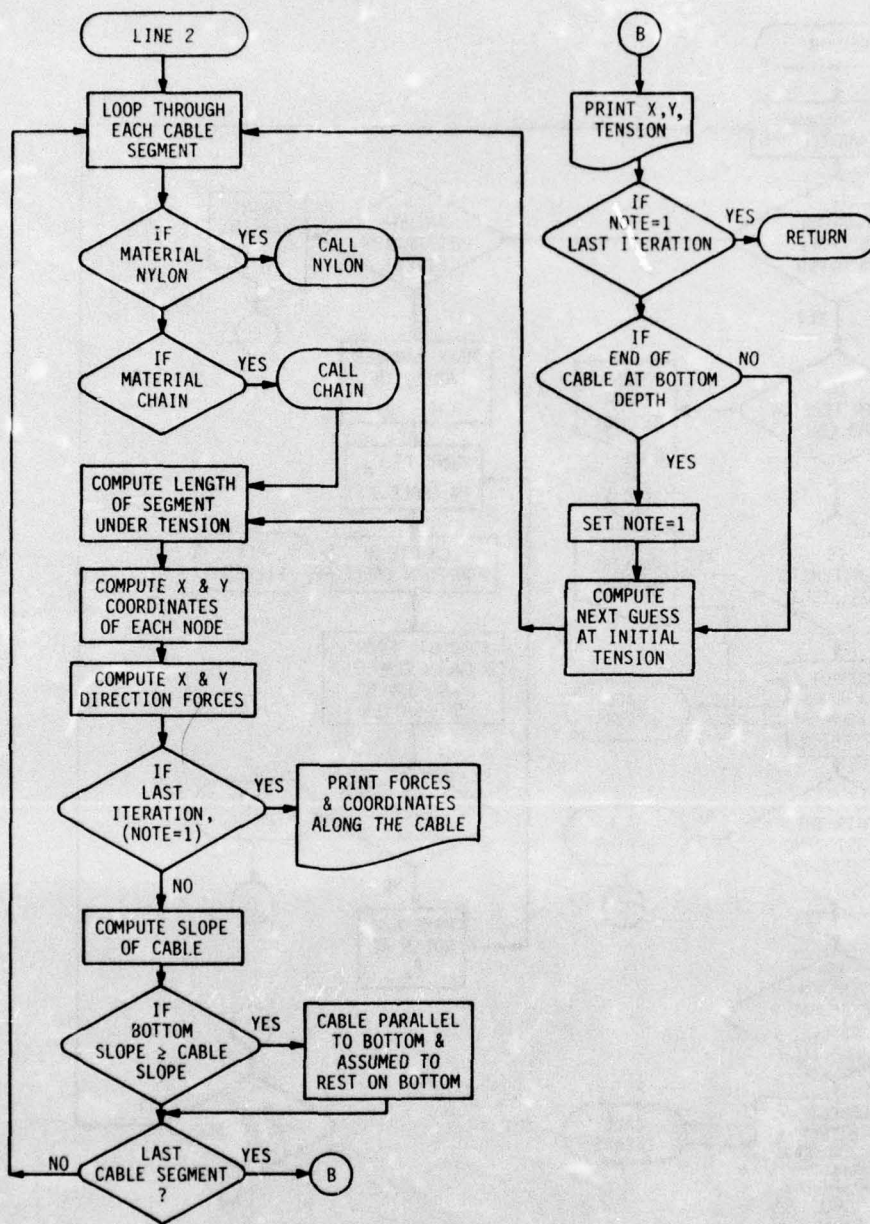 LINE 2
LOOP THROUGH
EACH CABLE
SEGMENT
IF
MATERIAL
NYLON
YES
CALL
NYLON
IF
MATERIAL
CHAIN
YES
CALL
CHAIN
COMPUTE LENGTH
OF SEGMENT
UNDER TENSION
COMPUTE X & Y
COORDINATES
OF EACH NODE
COMPUTE X & Y
DIRECTION FORCES
IF
LAST
ITERATION,
(NOTE=1)
YES
PRINT FORCES
& COORDINATES
ALONG THE CABLE
NO
COMPUTE SLOPE
OF CABLE
IF
BOTTOM
SLOPE ≥ CABLE
SLOPE
YES
CABLE PARALLEL
TO BOTTOM &
ASSUMED TO
REST ON BOTTOM
LAST
CABLE SEGMENT
?
NO
YES
B
B
PRINT X,Y,
TENSION
IF
NOTE=1
LAST ITERATION
YES
RETURN
IF
END OF
CABLE AT BOTTOM
DEPTH
NO
YES
SET NOTE=1
COMPUTE
NEXT GUESS
AT INITIAL
TENSION